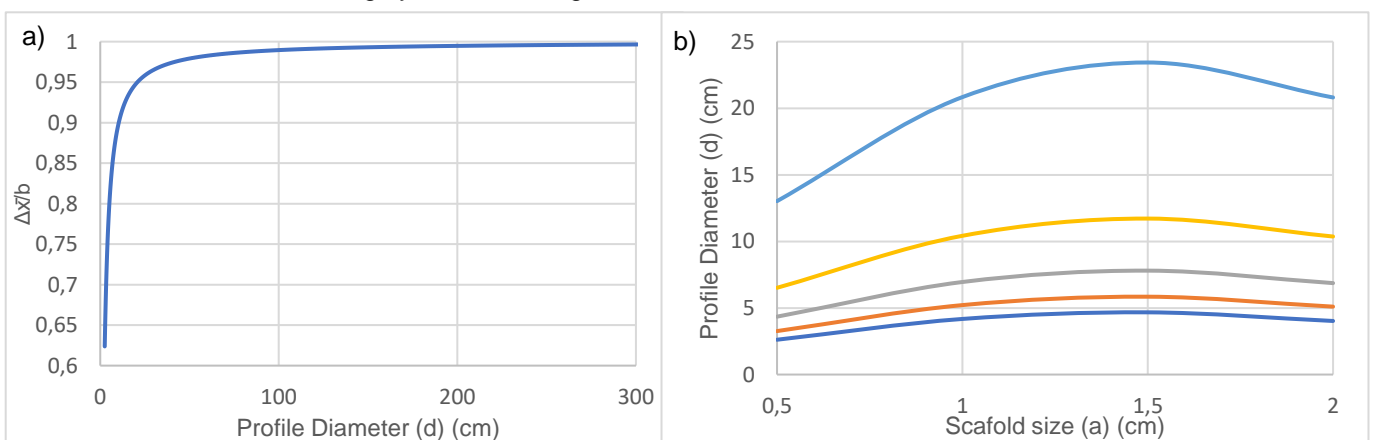 a)
1
0,95
0,9
0,85
0,8
0,75
0,7
0,65
0,6
Δx̄/b
0 100 200 300
Profile Diameter (d) (cm)
b)
25
20
15
10
5
0
Profile Diameter (d) (cm)
0,5 1 1,5 2
Scafold size (a) (cm)